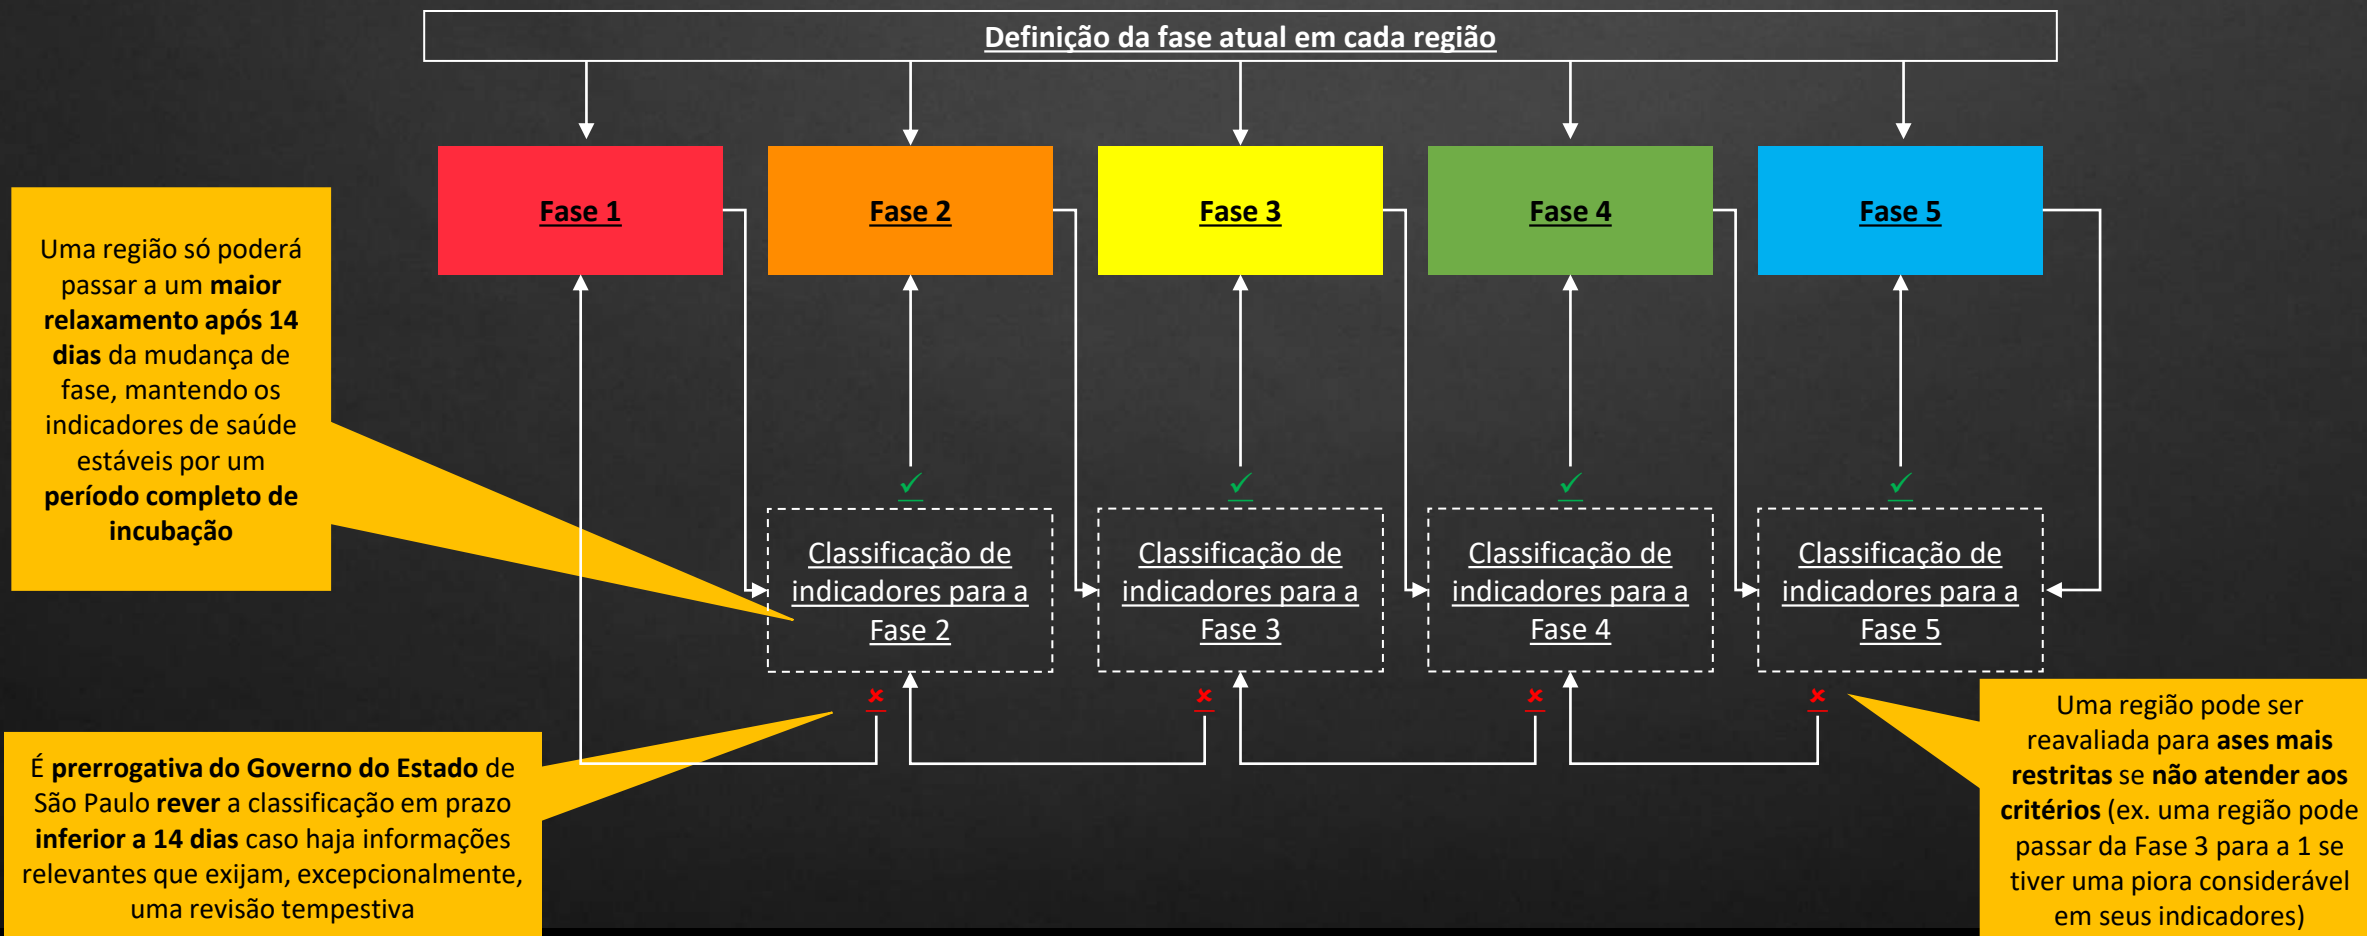 Definição da fase atual em cada região
Fase 1
Fase 2
Fase 3
Fase 4
Fase 5
Uma região só poderá
passar a um maior
relaxamento após 14
dias da mudança de
fase, mantendo os
indicadores de saúde
estáveis por um
período completo de
incubação
✓
✓
✓
✓
Classificação de
indicadores para a
Fase 2
Classificação de
indicadores para a
Fase 3
Classificação de
indicadores para a
Fase 4
Classificação de
indicadores para a
Fase 5
×
×
×
×
É prerrogativa do Governo do Estado de
São Paulo rever a classificação em prazo
inferior a 14 dias caso haja informações
relevantes que exijam, excepcionalmente,
uma revisão tempestiva
Uma região pode ser
reavaliada para ases mais
restritas se não atender aos
critérios (ex. uma região pode
passar da Fase 3 para a 1 se
tiver uma piora considerável
em seus indicadores)